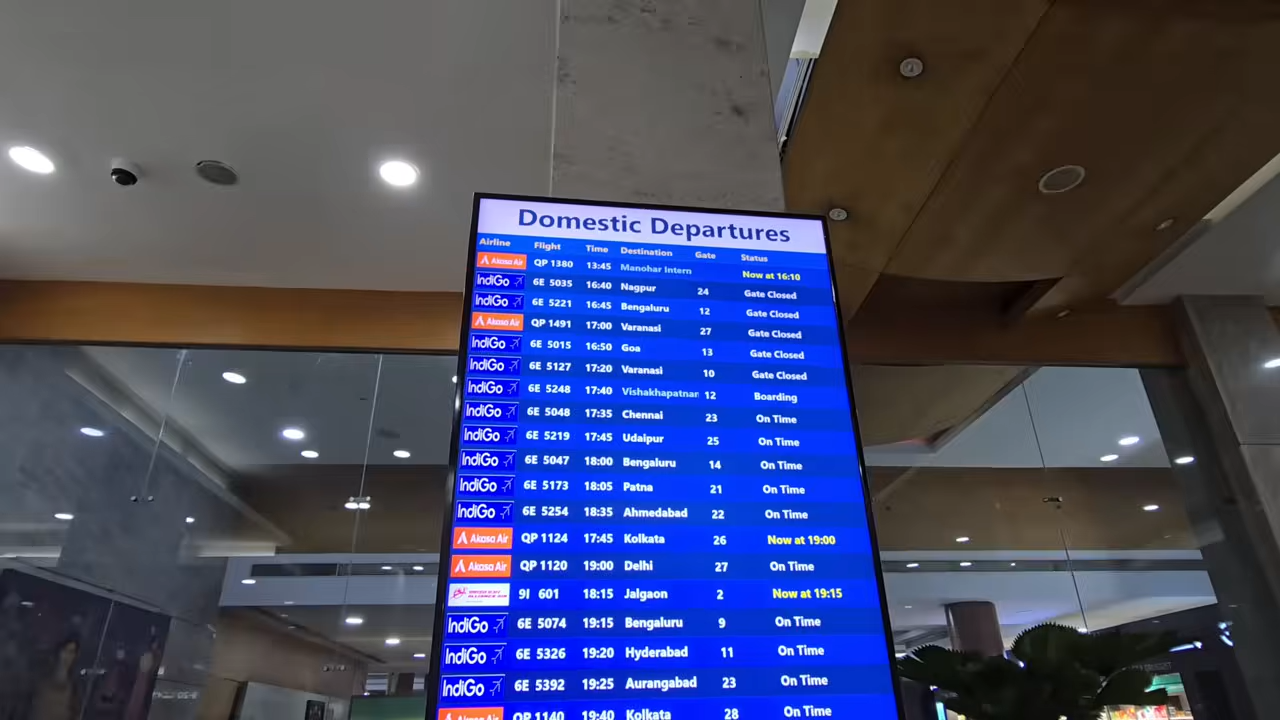 Domestic Departures
Airline Flight Time Destination Gate Status
Akasa Air QP 1380 13:45 Manohar Intern Now at 16:10
IndiGo 6E 5035 16:40 Nagpur 24 Gate Closed
IndiGo 6E 5221 16:45 Bengaluru 12 Gate Closed
Akasa Air QP 1491 17:00 Varanasi 27 Gate Closed
IndiGo 6E 5015 16:50 Goa 13 Gate Closed
IndiGo 6E 5127 17:20 Varanasi 10 Gate Closed
IndiGo 6E 5248 17:40 Vishakhapatnar 12 Boarding
IndiGo 6E 5048 17:35 Chennai 23 On Time
IndiGo 6E 5219 17:45 Udaipur 25 On Time
IndiGo 6E 5047 18:00 Bengaluru 14 On Time
IndiGo 6E 5173 18:05 Patna 21 On Time
IndiGo 6E 5254 18:35 Ahmedabad 22 On Time
Akasa Air QP 1124 17:45 Kolkata 26 Now at 19:00
Akasa Air QP 1120 19:00 Delhi 27 On Time
9I 601 18:15 Jalgaon 2 Now at 19:15
IndiGo 6E 5074 19:15 Bengaluru 9 On Time
IndiGo 6E 5326 19:20 Hyderabad 11 On Time
IndiGo 6E 5392 19:25 Aurangabad 23 On Time
Akasa Air QP 1140 19:40 Kolkata 28 On Time